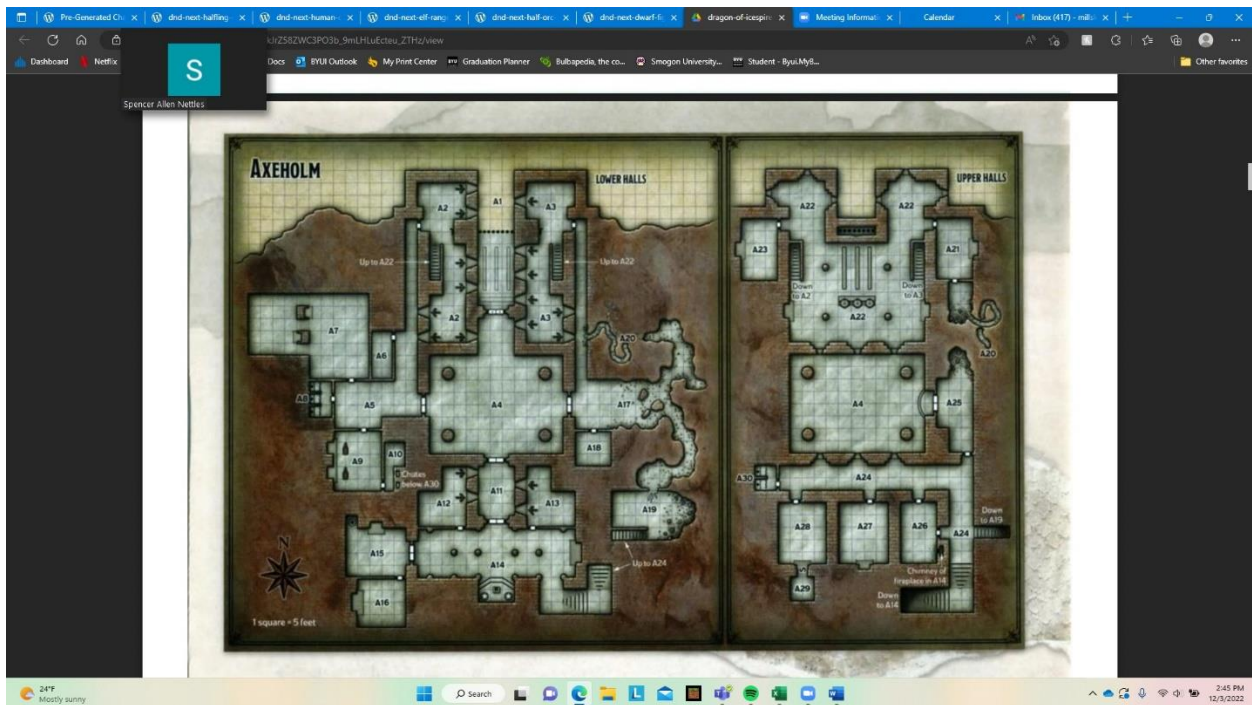 Pre-Generated Ch
dnd-next-halfling
dnd-next-human-c
dnd-next-elf-rang
dnd-next-half-orc
dnd-next-dwarf-fi
dragon-of-icespire
Meeting Informati
Calendar
Inbox (417) - mills
Dashboard
Netflix
Docs
BYUI Outlook
My Print Center
Graduation Planner
Bulbapedia, the co...
Smogon University...
Student - Byui.MyB...
Other favorites
S
Spencer Allen Nettles
AXEHOLM
LOWER HALLS
A1
A2
A3
Up to A22
Up to A22
A2
A3
A7
A6
A20
A8
A5
A4
A17
A9
A10
A18
Chutes
below A30
A11
A12
A13
A19
A15
A14
Up to A24
A16
N
1 square = 5 feet
UPPER HALLS
A22
A22
A23
A21
Down
to A2
Down
to A3
A22
A20
A4
A25
A30
A24
A28
A27
A26
A24
Down
to A19
Chimney of
fireplace in A14
S
A29
Down
to A14
24°F
Mostly sunny
Search
2:45 PM
12/3/2022